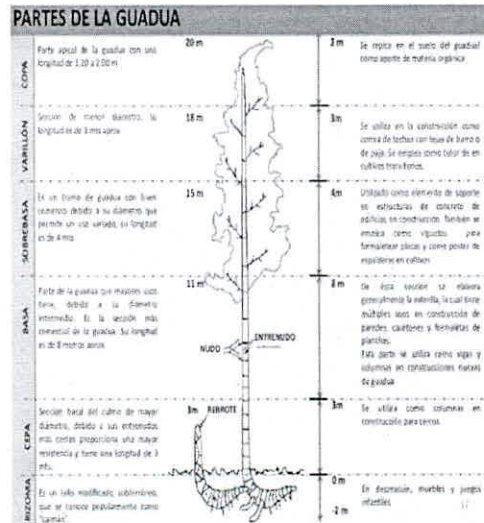 PARTES DE LA GUADUA
COPA
Parte apical de la guadua con una
longitud de 1.20 a 2.00 m
20 m
2 m
Se repica en el suelo del guadual
como aporte de materia orgánica
VARILLÓN
Sección de menor diámetro, su
longitud es de 3 mts aprox
18 m
3m
Se utiliza en la construcción como
correa de techos con tejas de barro o
de paja. Se emplea como tutor de en
cultivos transitorios.
SOBREBASA
Es un tramo de guadua con buen
comercio debido a su diámetro que
permite un uso variado, su longitud
es de 4 mts
15 m
4m
Utilizado como elemento de soporte
en estructuras de concreto de
edificios en construcción. También se
emplea como viguetas para
formaletear placas y como postes de
espalderas en cultivos
BASA
Parte de la guadua que mayores usos
tiene, debido a su diámetro
intermedio. Es la sección más
comercial de la guadua. Su longitud
es de 8 metros aprox.
11 m
8 m
De esta sección se elabora
generalmente la esterilla, la cual tiene
múltiples usos en construcción de
paredes, casetones y formaletas de
planchas.
Esta parte se utiliza como vigas y
columnas en construcciones nuevas
de guadua
NUDO
ENTRENUDO
CEPA
Sección basal del culmo de mayor
diámetro, debido a sus entrenudos
más cortos proporciona una mayor
resistencia y tiene una longitud de 3
mts.
3m
REBROTE
3m
Se utiliza como columnas en
construcción para cercos
RIZOMA
Es un tallo modificado, subterráneo,
que se conoce popularmente como
"caimán"
0 m
-2 m
En decoración, muebles y juegos
infantiles